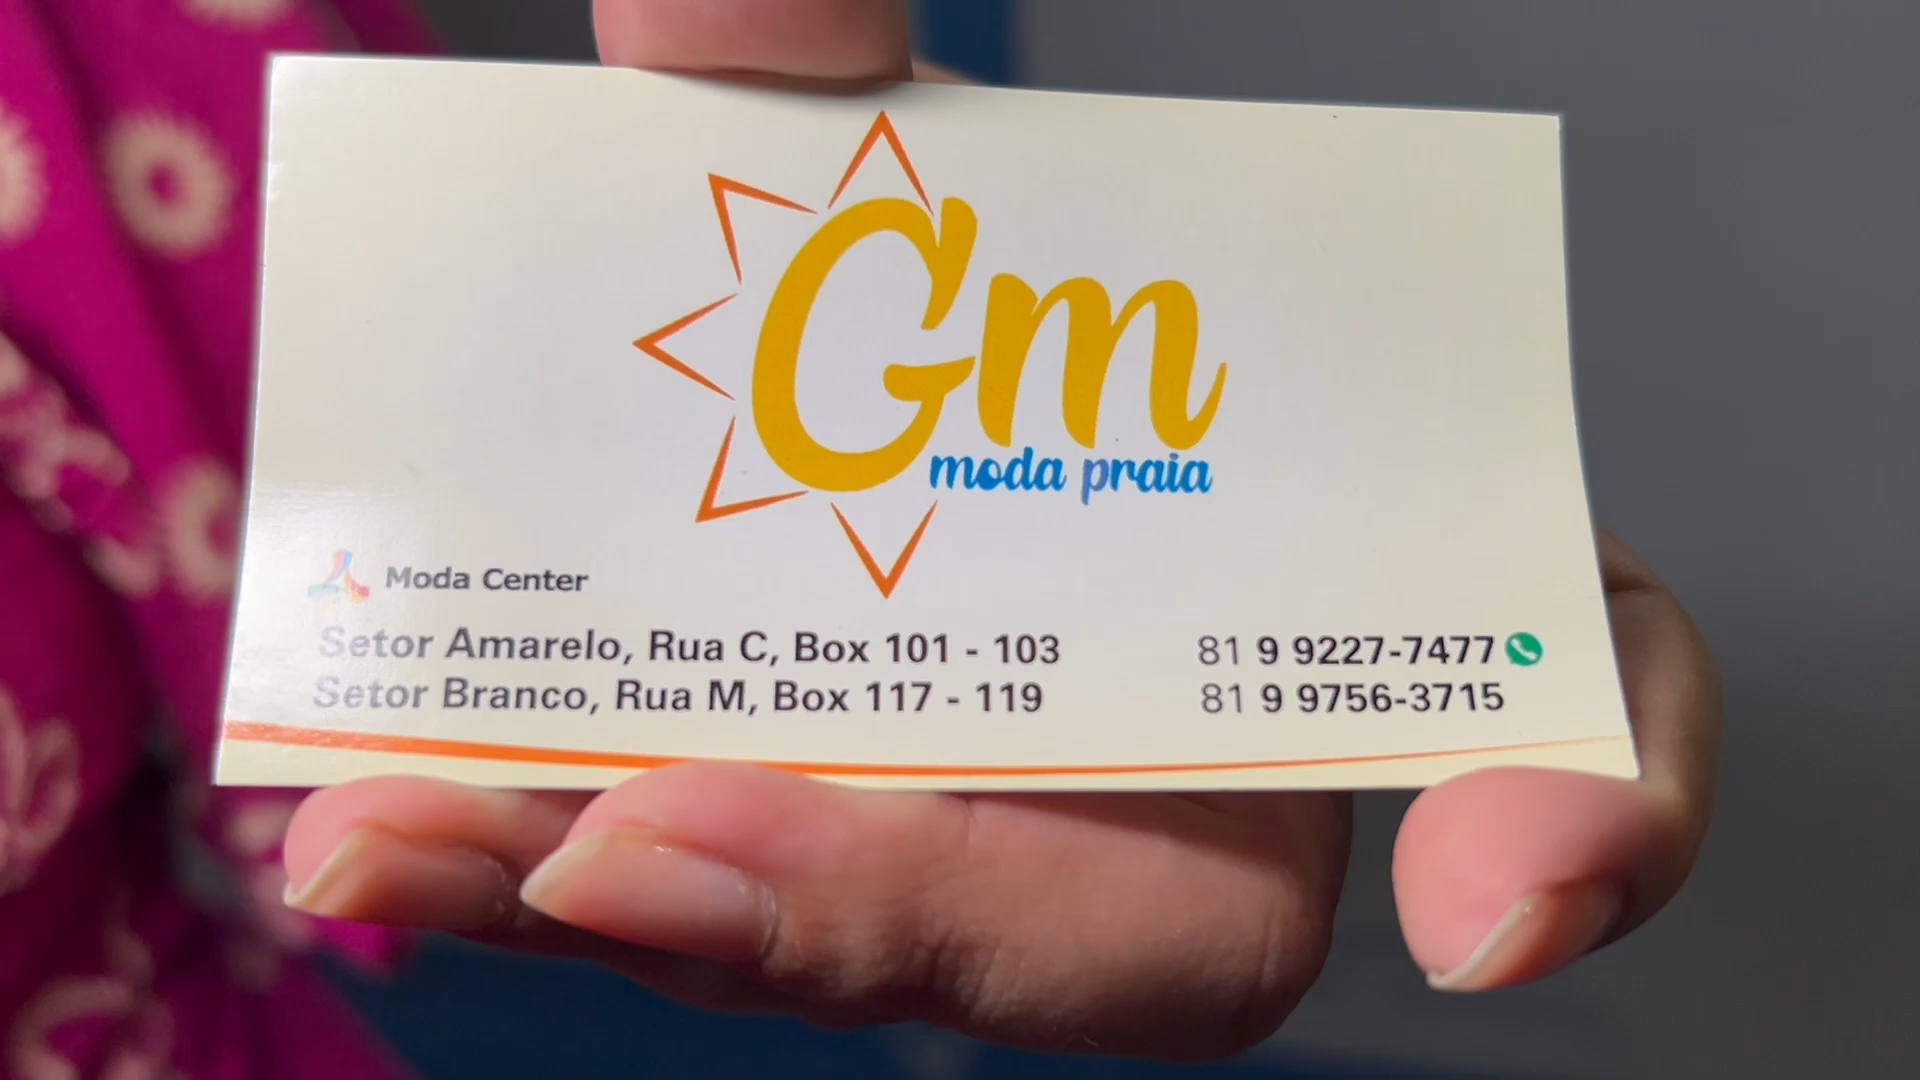 Gm
moda praia
Moda Center
Setor Amarelo, Rua C, Box 101 - 103
Setor Branco, Rua M, Box 117 - 119
81 9 9227-7477
81 9 9756-3715